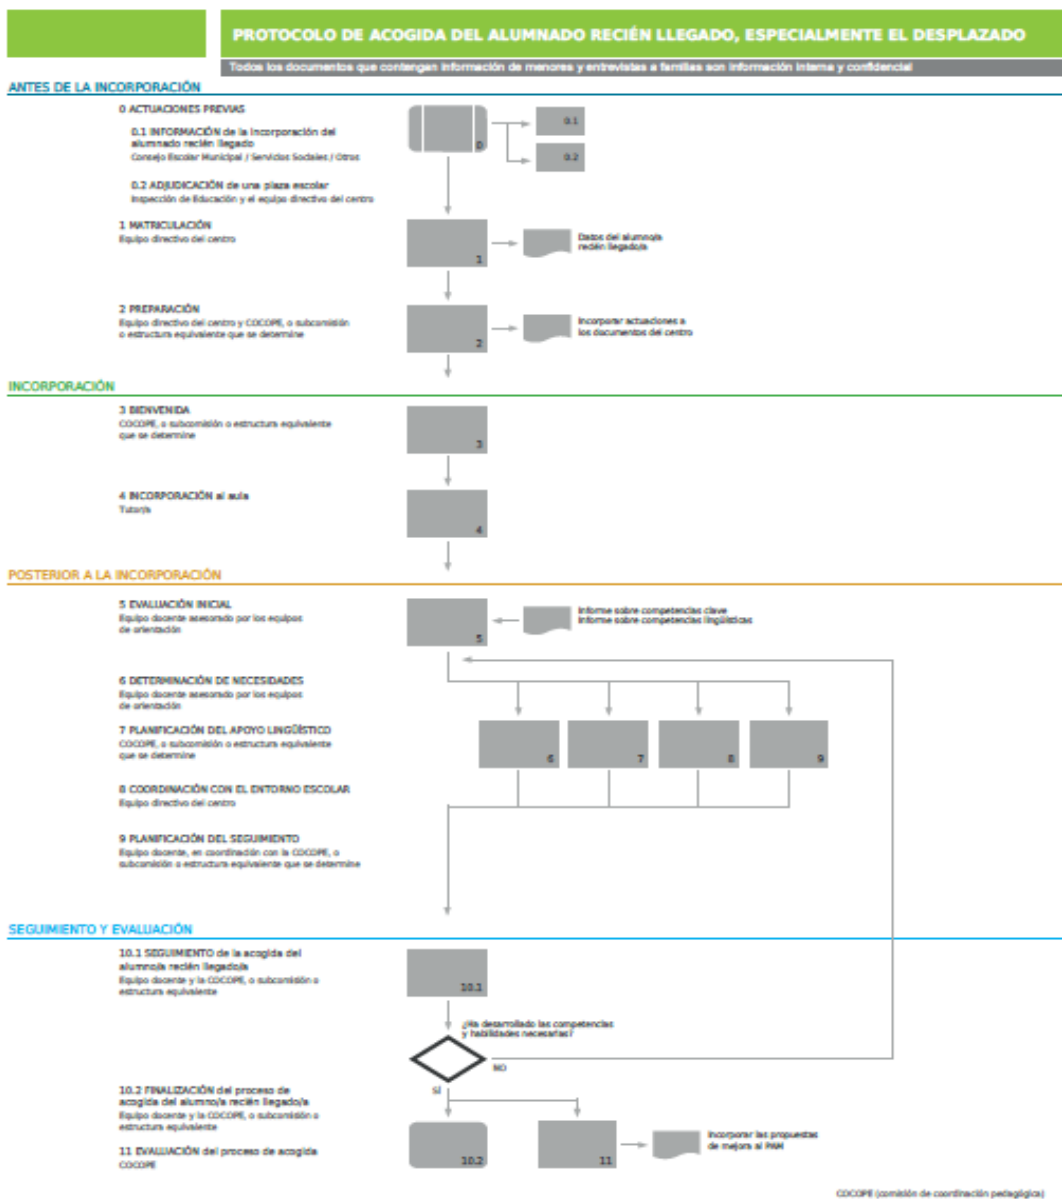 PROTOCOLO DE ACOGIDA DEL ALUMNADO RECIÉN LLEGADO, ESPECIALMENTE EL DESPLAZADO
Todos los documentos que contengan información de menores y entrevistas a familias son información interna y confidencial
ANTES DE LA INCORPORACIÓN
0 ACTUACIONES PREVIAS
0.1 INFORMACIÓN de la incorporación del
alumnado recién llegado
Consejo Escolar Municipal / Servicios Sociales / Otros
0.2 ADJUDICACIÓN de una plaza escolar
Inspección de Educación y el equipo directivo del centro
0
0.1
0.2
1 MATRICULACIÓN
Equipo directivo del centro
1
Datos del alumno/a
recién llegado/a
2 PREPARACIÓN
Equipo directivo del centro y COCOPE, o subcomisión
o estructura equivalente que se determine
2
Incorporar actuaciones a
los documentos del centro
INCORPORACIÓN
3 BIENVENIDA
COCOPE, o subcomisión o estructura equivalente
que se determine
3
4 INCORPORACIÓN al aula
Tutor/a
4
POSTERIOR A LA INCORPORACIÓN
5 EVALUACIÓN INICIAL
Equipo docente asesorado por los equipos
de orientación
5
Informe sobre competencias clave
Informe sobre competencias lingüísticas
6 DETERMINACIÓN DE NECESIDADES
Equipo docente asesorado por los equipos
de orientación
7 PLANIFICACIÓN DEL APOYO LINGÜÍSTICO
COCOPE, o subcomisión o estructura equivalente
que se determine
8 COORDINACIÓN CON EL ENTORNO ESCOLAR
Equipo directivo del centro
9 PLANIFICACIÓN DEL SEGUIMIENTO
Equipo docente, en coordinación con la COCOPE, o
subcomisión o estructura equivalente que se determine
6
7
8
9
SEGUIMIENTO Y EVALUACIÓN
10.1 SEGUIMIENTO de la acogida del
alumno/a recién llegado/a
Equipo docente y la COCOPE, o subcomisión o
estructura equivalente
10.1
¿Ha desarrollado las competencias
y habilidades necesarias?
NO
SÍ
10.2 FINALIZACIÓN del proceso de
acogida del alumno/a recién llegado/a
Equipo docente y la COCOPE, o subcomisión o
estructura equivalente
11 EVALUACIÓN del proceso de acogida
COCOPE
10.2
11
Incorporar las propuestas
de mejora al PAM
COCOPE (comisión de coordinación pedagógica)